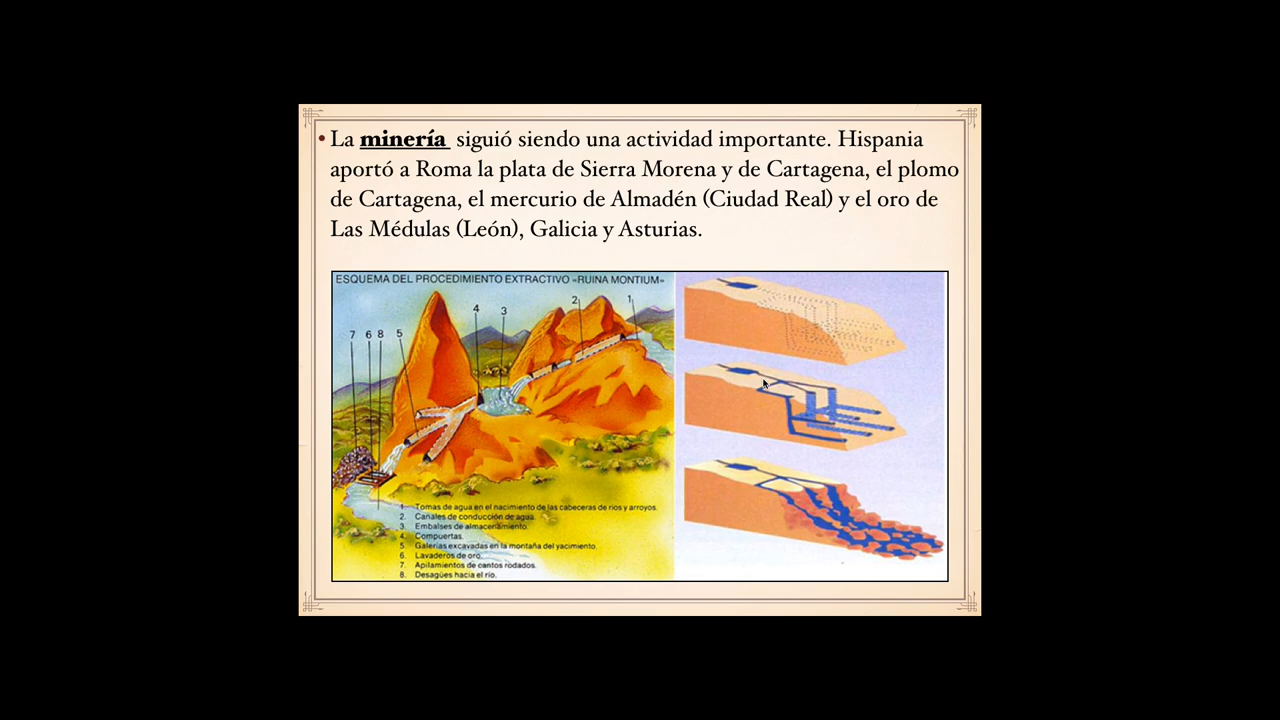 • La minería siguió siendo una actividad importante. Hispania
aportó a Roma la plata de Sierra Morena y de Cartagena, el plomo
de Cartagena, el mercurio de Almadén (Ciudad Real) y el oro de
Las Médulas (León), Galicia y Asturias.
ESQUEMA DEL PROCEDIMIENTO EXTRACTIVO «RUINA MONTIUM»
7 6 8 5 4 3 2 1
1. Tomas de agua en el nacimiento de las cabeceras de ríos y arroyos.
2. Canales de conducción de agua.
3. Embalses de almacenamiento.
4. Compuertas.
5. Galerías excavadas en la montaña del yacimiento.
6. Lavaderos de oro.
7. Apilamientos de cantos rodados.
8. Desagües hacia el río.